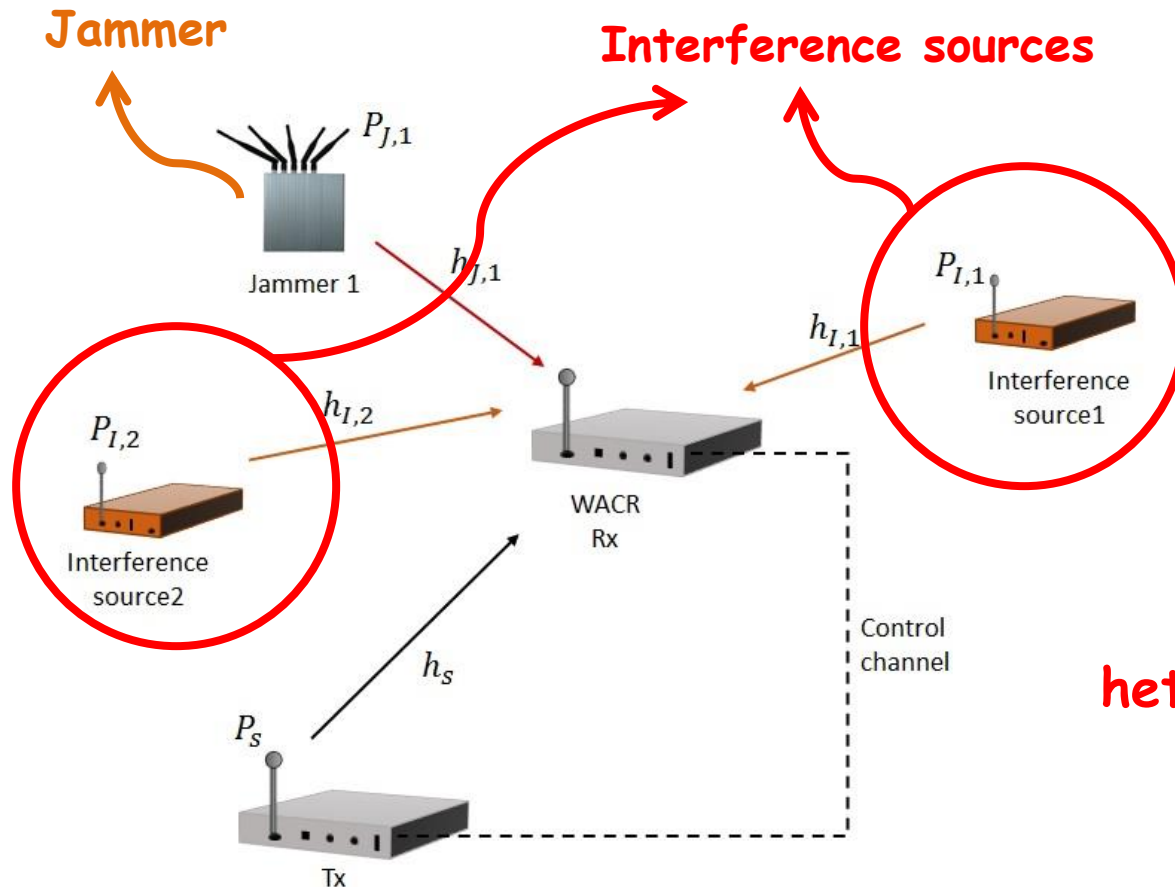 Jammer
Interference sources
P_{J,1}
Jammer 1
h_{J,1}
P_{I,1}
h_{I,1}
Interference
source1
h_{I,2}
P_{I,2}
Interference
source2
WACR
Rx
Control
channel
h_s
het
P_s
Tx